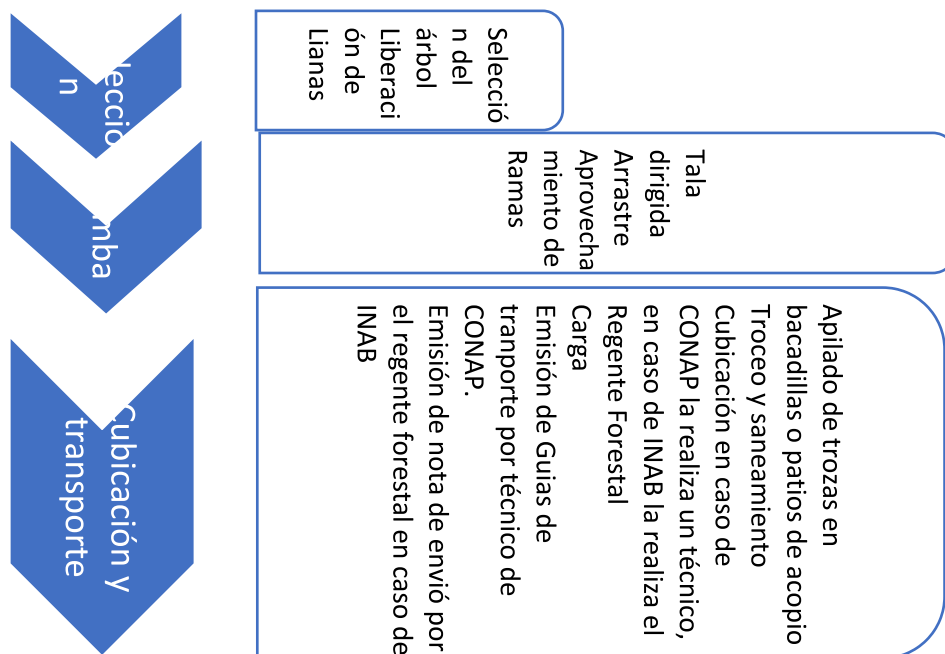 lecció
n
Selecció
n del
árbol
Liberaci
ón de
Lianas
mba
Tala
dirigida
Arrastre
Aprovecha
miento de
Ramas
Cubicación y
transporte
Apilado de trozas en
bacadillas o patios de acopio
Troceo y saneamiento
Cubicación en caso de
CONAP la realiza un técnico,
en caso de INAB la realiza el
Regente Forestal
Carga
Emisión de Guias de
tranporte por técnico de
CONAP.
Emisión de nota de envió por
el regente forestal en caso de
INAB